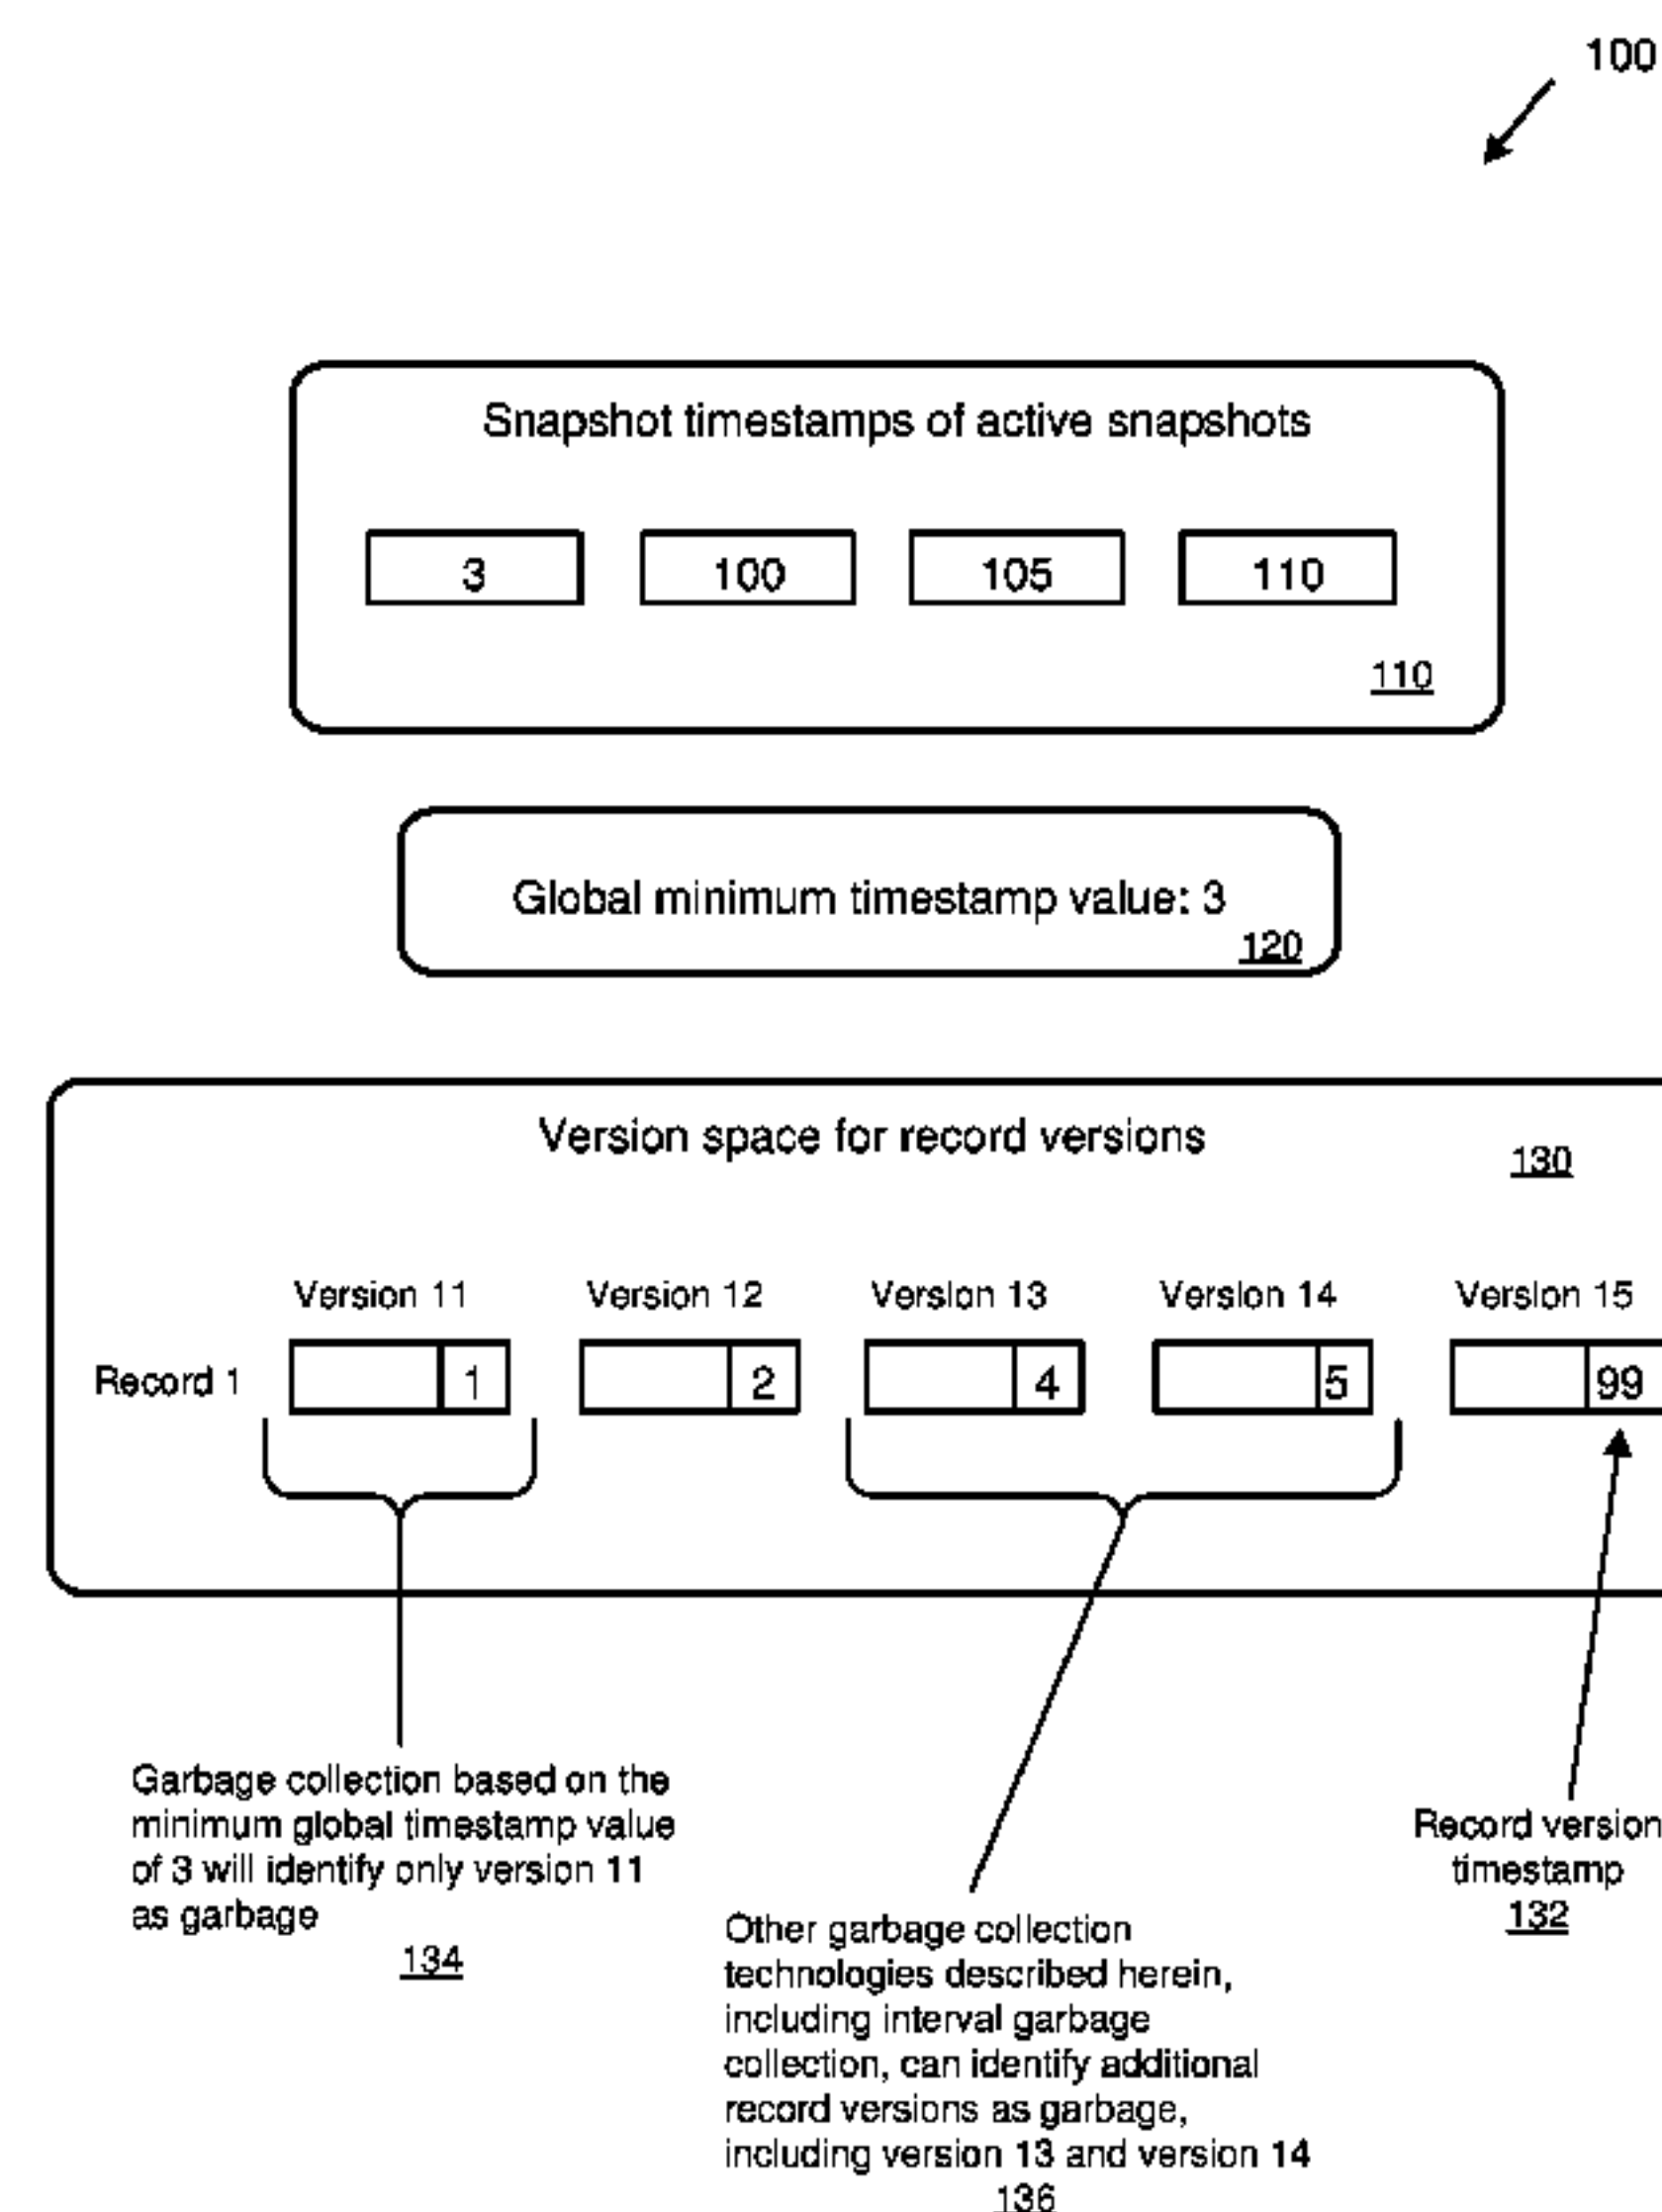 100
Snapshot timestamps of active snapshots
3 100 105 110
110
Global minimum timestamp value: 3
120
Version space for record versions
130
Version 11 Version 12 Version 13 Version 14 Version 15
Record 1 1 2 4 5 99
Garbage collection based on the
minimum global timestamp value
of 3 will identify only version 11
as garbage
134
Other garbage collection
technologies described herein,
including interval garbage
collection, can identify additional
record versions as garbage,
including version 13 and version 14
136
Record version
timestamp
132